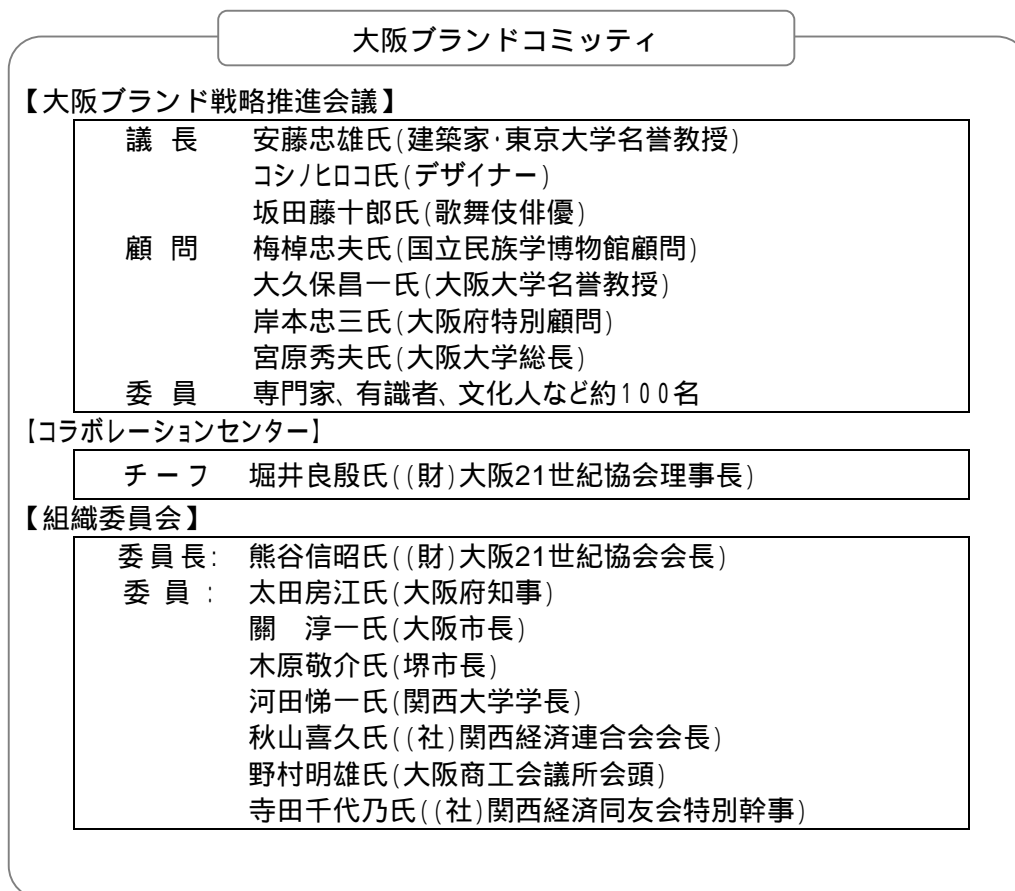 大阪ブランドコミッティ
【大阪ブランド戦略推進会議】
議 長 安藤忠雄氏(建築家・東京大学名誉教授)
コシノヒロコ氏(デザイナー)
坂田藤十郎氏(歌舞伎俳優)
顧 問 梅棹忠夫氏(国立民族学博物館顧問)
大久保昌一氏(大阪大学名誉教授)
岸本忠三氏(大阪府特別顧問)
宮原秀夫氏(大阪大学総長)
委 員 専門家、有識者、文化人など約100名
【コラボレーションセンター】
チーフ 堀井良殷氏((財)大阪21世紀協会理事長)
【組織委員会】
委員長: 熊谷信昭氏((財)大阪21世紀協会会長)
委 員 : 太田房江氏(大阪府知事)
關 淳一氏(大阪市長)
木原敬介氏(堺市長)
河田悌一氏(関西大学学長)
秋山喜久氏((社)関西経済連合会会長)
野村明雄氏(大阪商工会議所会頭)
寺田千代乃氏((社)関西経済同友会特別幹事)